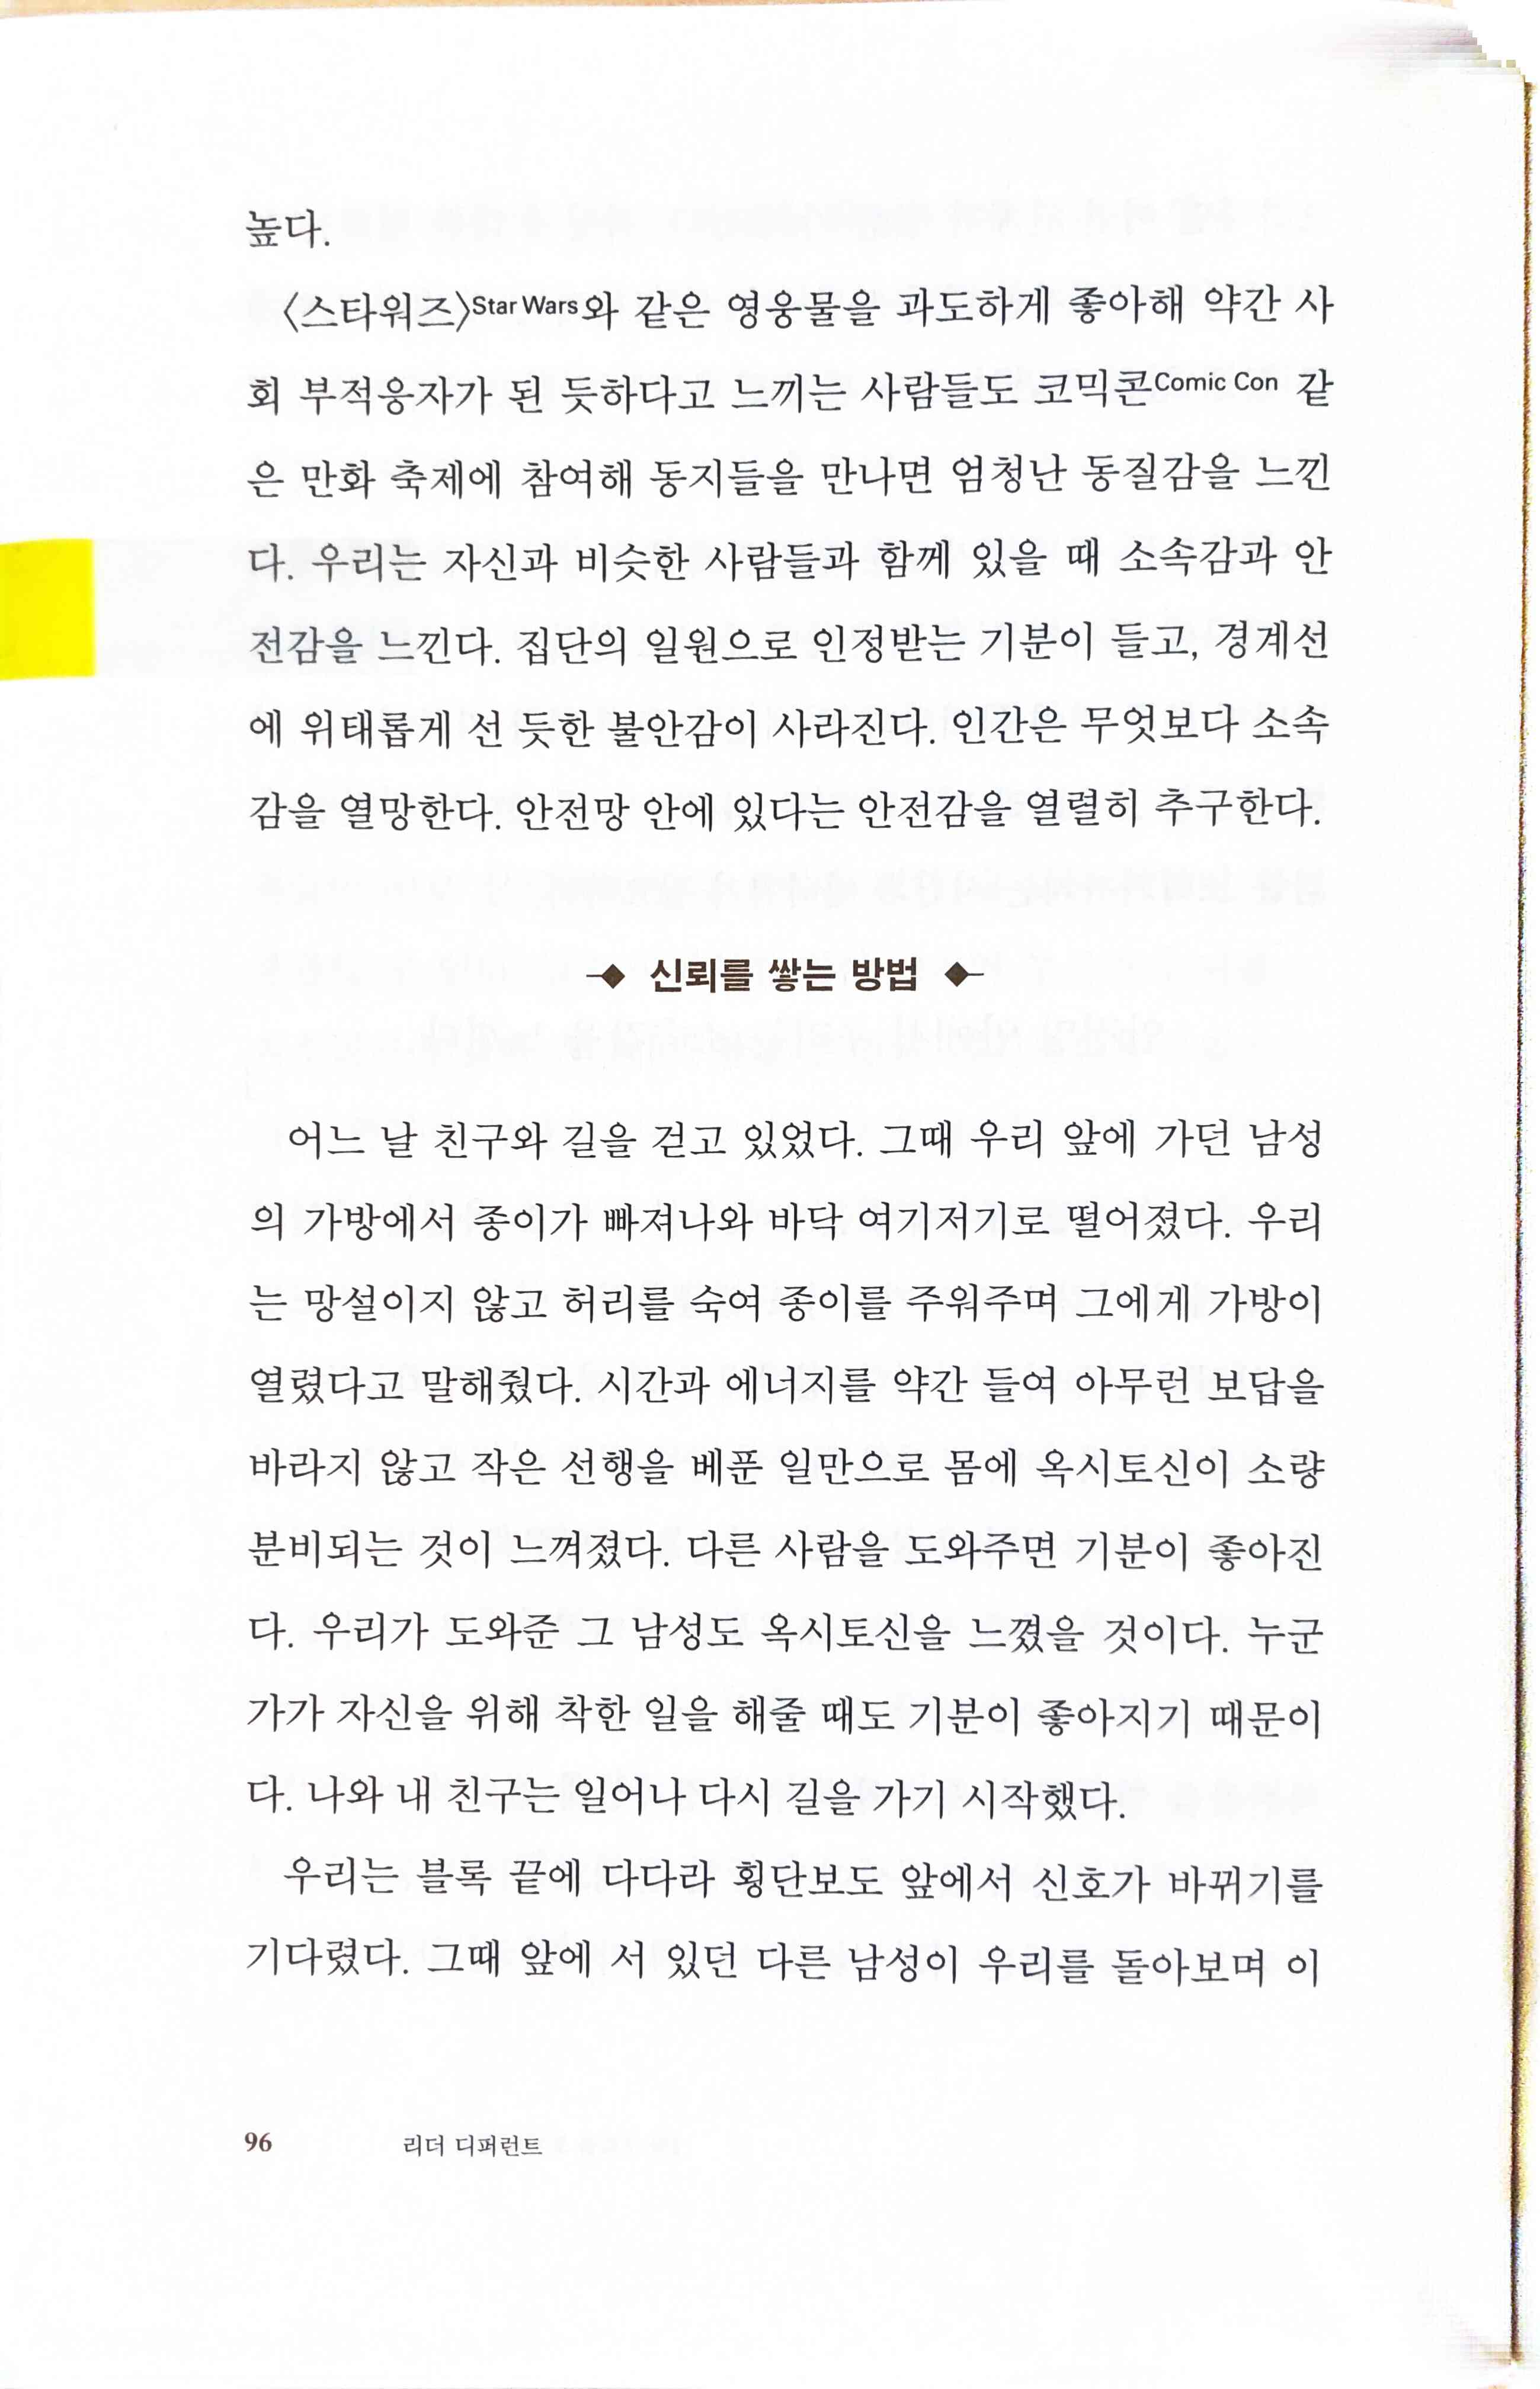 높다.
〈스타워즈〉Star Wars와 같은 영웅물을 과도하게 좋아해 약간 사
회 부적응자가 된 듯하다고 느끼는 사람들도 코믹콘Comic Con 같
은 만화 축제에 참여해 동지들을 만나면 엄청난 동질감을 느낀
다. 우리는 자신과 비슷한 사람들과 함께 있을 때 소속감과 안
전감을 느낀다. 집단의 일원으로 인정받는 기분이 들고, 경계선
에 위태롭게 선 듯한 불안감이 사라진다. 인간은 무엇보다 소속
감을 열망한다. 안전망 안에 있다는 안전감을 열렬히 추구한다.
신뢰를 쌓는 방법
어느 날 친구와 길을 걷고 있었다. 그때 우리 앞에 가던 남성
의 가방에서 종이가 빠져나와 바닥 여기저기로 떨어졌다. 우리
는 망설이지 않고 허리를 숙여 종이를 주워주며 그에게 가방이
열렸다고 말해줬다. 시간과 에너지를 약간 들여 아무런 보답을
바라지 않고 작은 선행을 베푼 일만으로 몸에 옥시토신이 소량
분비되는 것이 느껴졌다. 다른 사람을 도와주면 기분이 좋아진
다. 우리가 도와준 그 남성도 옥시토신을 느꼈을 것이다. 누군
가가 자신을 위해 착한 일을 해줄 때도 기분이 좋아지기 때문이
다. 나와 내 친구는 일어나 다시 길을 가기 시작했다.
우리는 블록 끝에 다다라 횡단보도 앞에서 신호가 바뀌기를
기다렸다. 그때 앞에 서 있던 다른 남성이 우리를 돌아보며 이
96 리더 디퍼런트